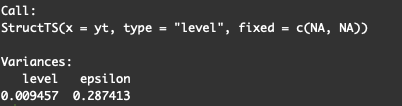 Call:
StructTS(x = yt, type = "level", fixed = c(NA, NA))
Variances:
level epsilon
0.009457 0.287413